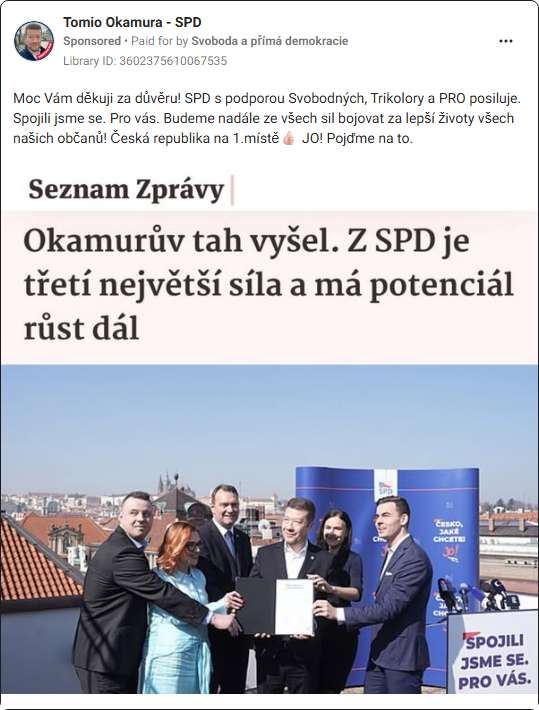 Tomio Okamura - SPD
Sponsored • Paid for by Svoboda a přímá demokracie
Library ID: 3602375610067535
Moc Vám děkuji za důvěru! SPD s podporou Svobodných, Trikolory a PRO posiluje.
Spojili jsme se. Pro vás. Budeme nadále ze všech sil bojovat za lepší životy všech
našich občanů! Česká republika na 1.místě👍🏻 JO! Pojďme na to.
Seznam Zprávy
Okamurův tah vyšel. Z SPD je
třetí největší síla a má potenciál
růst dál
SPD
ČESKO,
JAKÉ
CHCETE!
JO!
SPOJILI
JSME SE.
PRO VÁS.